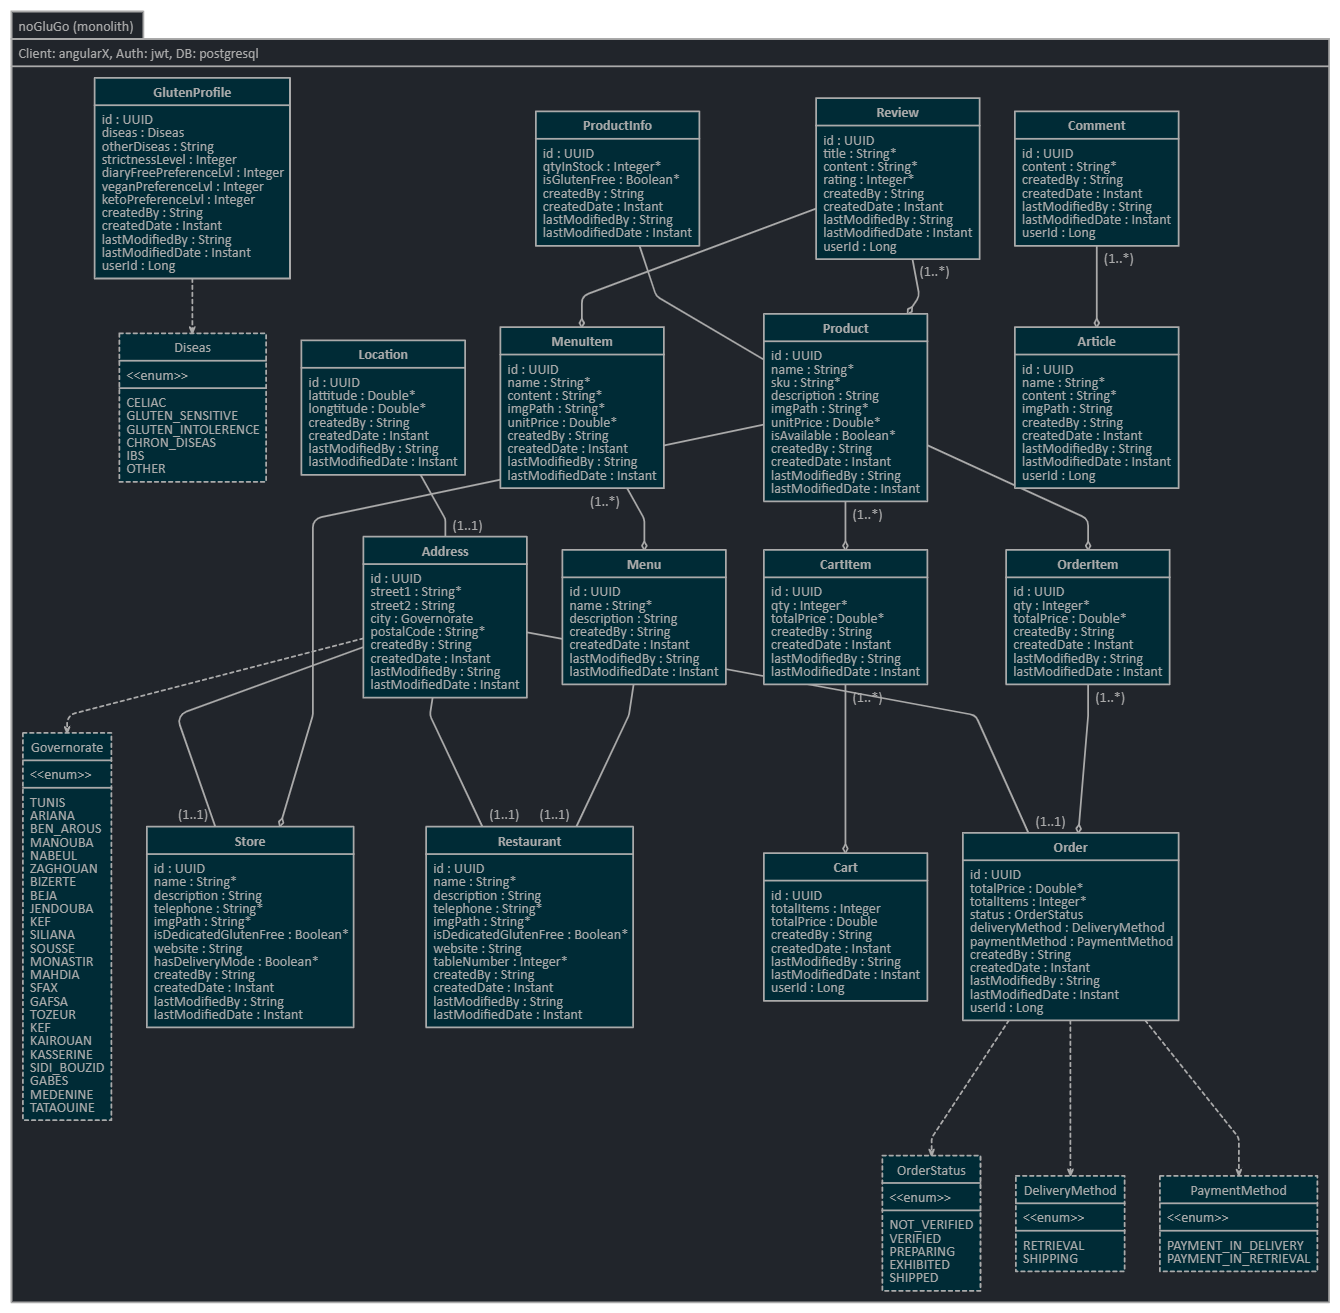 noGluGo (monolith)
Client: angularX, Auth: jwt, DB: postgresql
GlutenProfile
id : UUID
diseas : Diseas
otherDiseas : String
strictnessLevel : Integer
diaryFreePreferenceLvl : Integer
veganPreferenceLvl : Integer
ketoPreferenceLvl : Integer
createdBy : String
createdDate : Instant
lastModifiedBy : String
lastModifiedDate : Instant
userId : Long
ProductInfo
id : UUID
qtyInStock : Integer*
isGlutenFree : Boolean*
createdBy : String
createdDate : Instant
lastModifiedBy : String
lastModifiedDate : Instant
Review
id : UUID
title : String*
content : String*
rating : Integer*
createdBy : String
createdDate : Instant
lastModifiedBy : String
lastModifiedDate : Instant
userId : Long
(1..*)
Comment
id : UUID
content : String*
createdBy : String
createdDate : Instant
lastModifiedBy : String
lastModifiedDate : Instant
userId : Long
(1..*)
Diseas
<<enum>>
CELIAC
GLUTEN_SENSITIVE
GLUTEN_INTOLERENCE
CHRON_DISEAS
IBS
OTHER
Location
id : UUID
lattitude : Double*
longtitude : Double*
createdBy : String
createdDate : Instant
lastModifiedBy : String
lastModifiedDate : Instant
MenuItem
id : UUID
name : String*
content : String*
imgPath : String*
unitPrice : Double*
createdBy : String
createdDate : Instant
lastModifiedBy : String
lastModifiedDate : Instant
(1..*)
Product
id : UUID
name : String*
sku : String*
description : String
imgPath : String*
unitPrice : Double*
isAvailable : Boolean*
createdBy : String
createdDate : Instant
lastModifiedBy : String
lastModifiedDate : Instant
(1..*)
Article
id : UUID
name : String*
content : String*
imgPath : String
createdBy : String
createdDate : Instant
lastModifiedBy : String
lastModifiedDate : Instant
userId : Long
(1..1)
Address
id : UUID
street1 : String*
street2 : String
city : Governorate
postalCode : String*
createdBy : String
createdDate : Instant
lastModifiedBy : String
lastModifiedDate : Instant
Menu
id : UUID
name : String*
description : String
createdBy : String
createdDate : Instant
lastModifiedBy : String
lastModifiedDate : Instant
CartItem
id : UUID
qty : Integer*
totalPrice : Double*
createdBy : String
createdDate : Instant
lastModifiedBy : String
lastModifiedDate : Instant
(1..*)
OrderItem
id : UUID
qty : Integer*
totalPrice : Double*
createdBy : String
createdDate : Instant
lastModifiedBy : String
lastModifiedDate : Instant
(1..*)
Governorate
<<enum>>
TUNIS
ARIANA
BEN_AROUS
MANOUBA
NABEUL
ZAGHOUAN
BIZERTE
BEJA
JENDOUBA
KEF
SILIANA
SOUSSE
MONASTIR
MAHDIA
SFAX
GAFSA
TOZEUR
KEF
KAIROUAN
KASSERINE
SIDI_BOUZID
GABES
MEDENINE
TATAOUINE
(1..1)
Store
id : UUID
name : String*
description : String
telephone : String*
imgPath : String*
isDedicatedGlutenFree : Boolean*
website : String
hasDeliveryMode : Boolean*
createdBy : String
createdDate : Instant
lastModifiedBy : String
lastModifiedDate : Instant
(1..1)
(1..1)
Restaurant
id : UUID
name : String*
description : String
telephone : String*
imgPath : String*
isDedicatedGlutenFree : Boolean*
website : String
tableNumber : Integer*
createdBy : String
createdDate : Instant
lastModifiedBy : String
lastModifiedDate : Instant
Cart
id : UUID
totalItems : Integer
totalPrice : Double
createdBy : String
createdDate : Instant
lastModifiedBy : String
lastModifiedDate : Instant
userId : Long
(1..1)
Order
id : UUID
totalPrice : Double*
totalItems : Integer*
status : OrderStatus
deliveryMethod : DeliveryMethod
paymentMethod : PaymentMethod
createdBy : String
createdDate : Instant
lastModifiedBy : String
lastModifiedDate : Instant
userId : Long
OrderStatus
<<enum>>
NOT_VERIFIED
VERIFIED
PREPARING
EXHIBITED
SHIPPED
DeliveryMethod
<<enum>>
RETRIEVAL
SHIPPING
PaymentMethod
<<enum>>
PAYMENT_IN_DELIVERY
PAYMENT_IN_RETRIEVAL